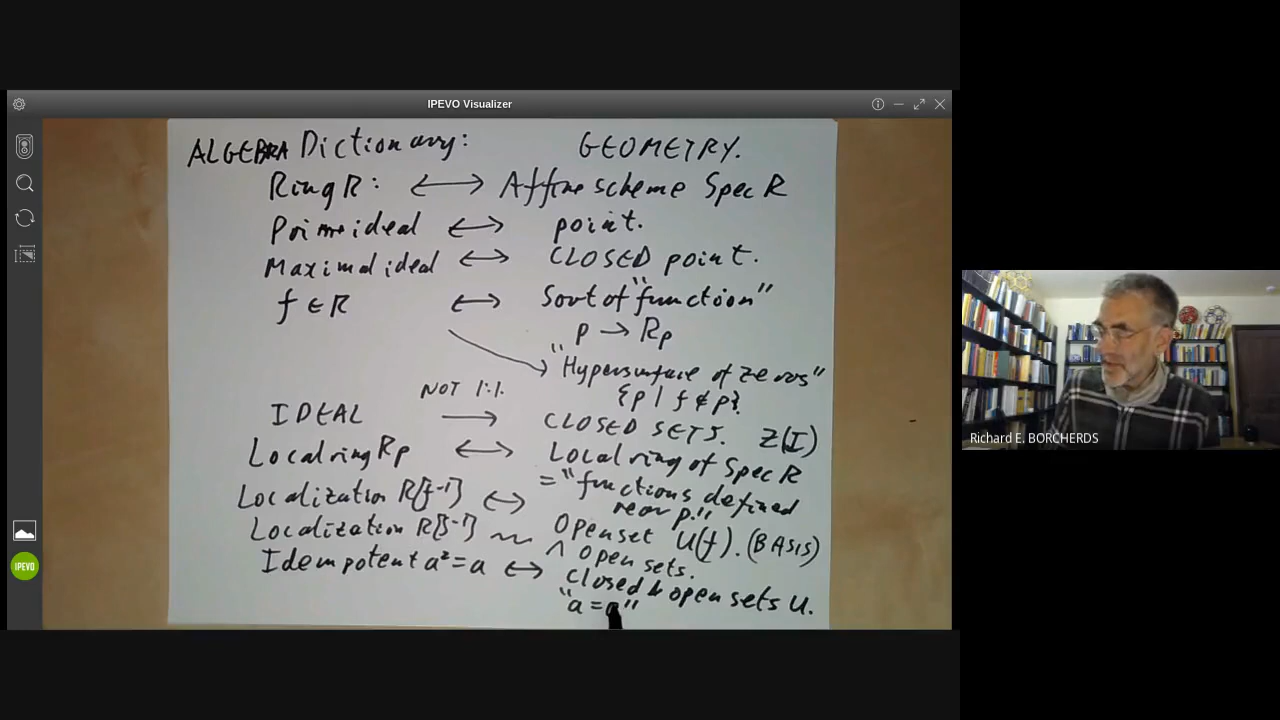 IPEVO Visualizer
ALGEBRA Dictionary: GEOMETRY.
Ring R: ↔ Affine scheme Spec R
Prime ideal ↔ point.
Maximal ideal ↔ CLOSED point.
f ∈ R ↔ Sort of "function"
p → Rp
"Hypersurface of zeros"
{p | f ∉ p}
NOT 1:1.
IDEAL → CLOSED SETS. Z(I)
Local ring Rp ↔ Local ring of Spec R
= "functions defined
near p."
Localization R[f-1] ↔ Open set U(f). (BASIS)
Localization R[S-1] ~ ∩ open sets.
Idempotent a²=a ↔ closed & open sets U.
"a=
Richard E. BORCHERDS
IPEVO